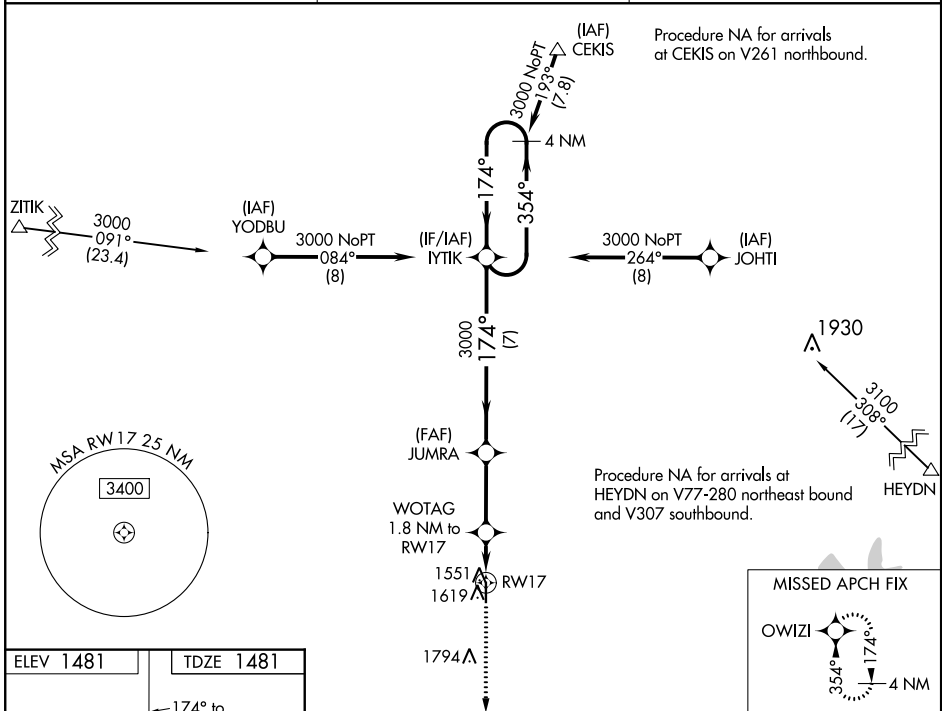 (IAF)
CEKIS
Procedure NA for arrivals
at CEKIS on V261 northbound.
3000 NoPT
193°
(7.8)
4 NM
174°
354°
ZITIK
3000
091°
(23.4)
(IAF)
YODBU
3000 NoPT
084°
(8)
(IF/IAF)
IYTIK
3000 NoPT
264°
(8)
(IAF)
JOHTI
3000
174°
(7)
1930
3100
308°
(17)
HEYDN
(FAF)
JUMRA
MSA RW17 25 NM
3400
Procedure NA for arrivals at
HEYDN on V77-280 northeast bound
and V307 southbound.
WOTAG
1.8 NM to
RW17
1551
RW17
1619
1794
MISSED APCH FIX
OWIZI
354°
174°
4 NM
ELEV 1481
TDZE 1481
174° to